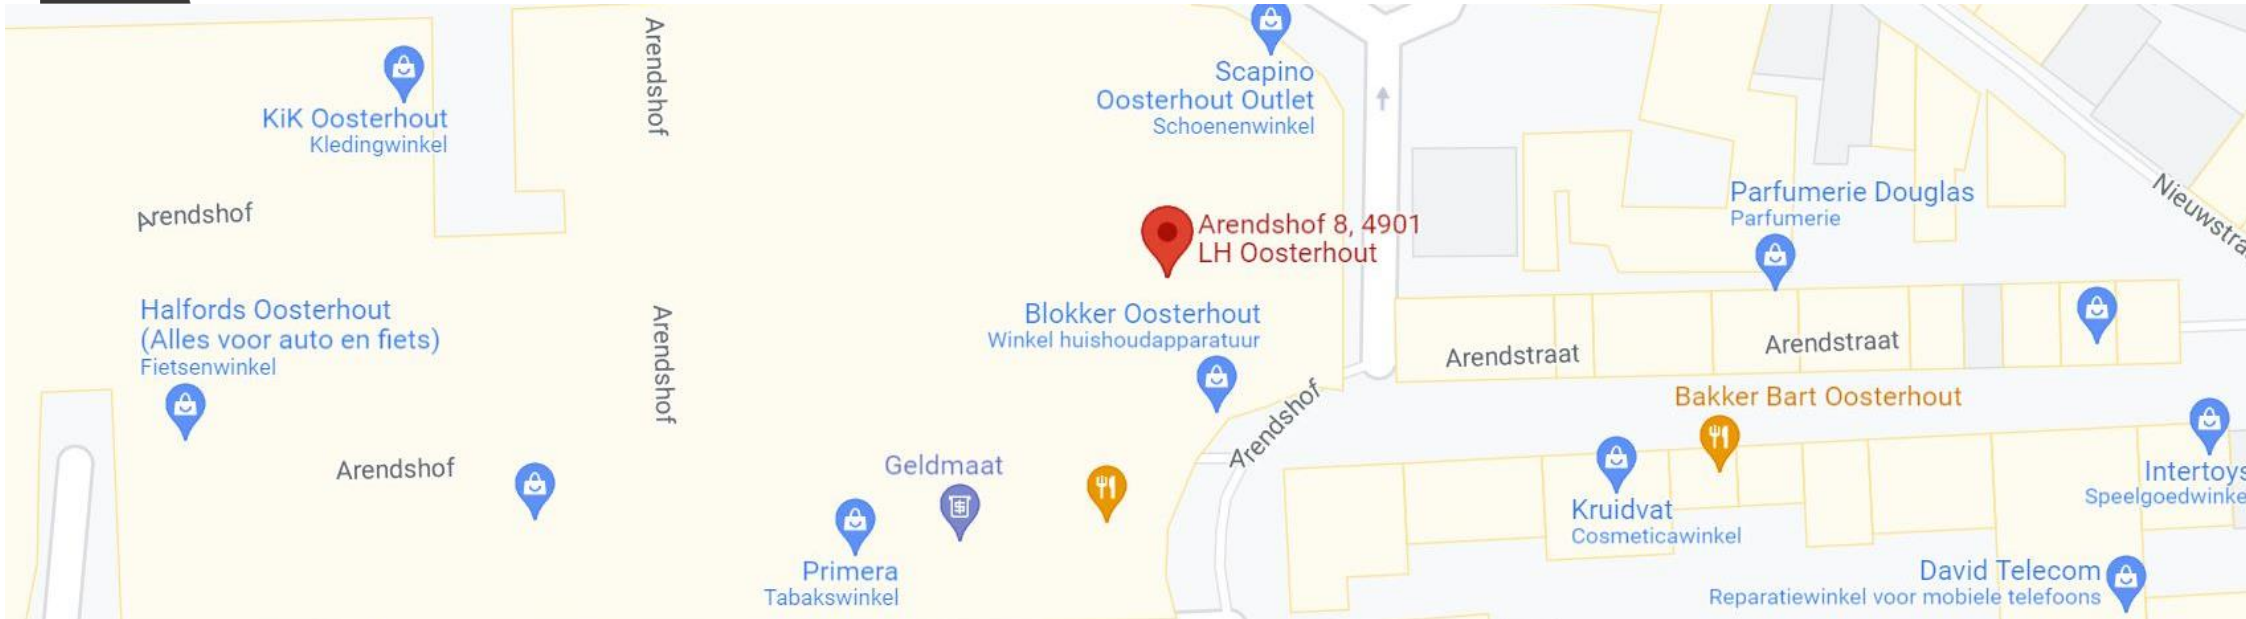 Arendshof
Scapino
Oosterhout Outlet
Schoenenwinkel
KiK Oosterhout
Kledingwinkel
Arendshof
Parfumerie Douglas
Parfumerie
Arendshof 8, 4901
LH Oosterhout
Halfords Oosterhout
(Alles voor auto en fiets)
Fietsenwinkel
Arendshof
Blokker Oosterhout
Winkel huishoudapparatuur
Arendstraat
Arendstraat
Bakker Bart Oosterhout
Arendshof
Arendshof
Geldmaat
Intertoys
Kruidvat
Cosmeticawinkel
Primera
Tabakswinkel
David Telecom
Reparatiewinkel voor mobiele telefoons